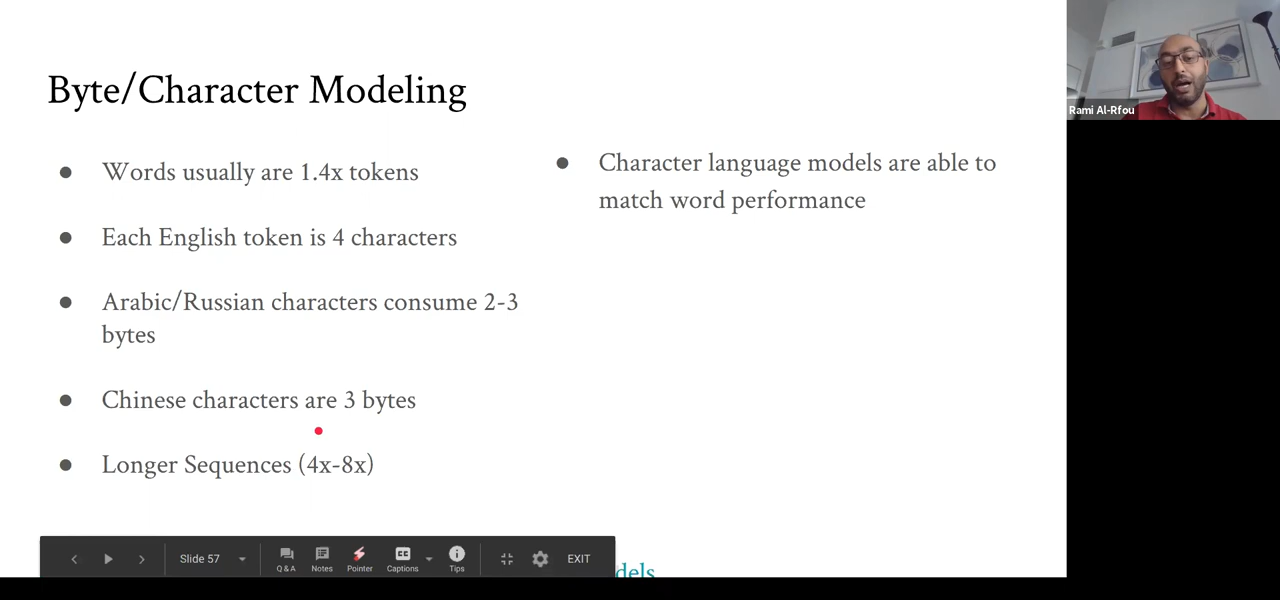 Byte/Character Modeling
Words usually are 1.4x tokens
Each English token is 4 characters
Arabic/Russian characters consume 2-3
bytes
Chinese characters are 3 bytes
Longer Sequences (4x-8x)
Character language models are able to
match word performance
Rami Al-Rfou
Slide 57
Q & A
Notes
Pointer
CC
Captions
Tips
EXIT